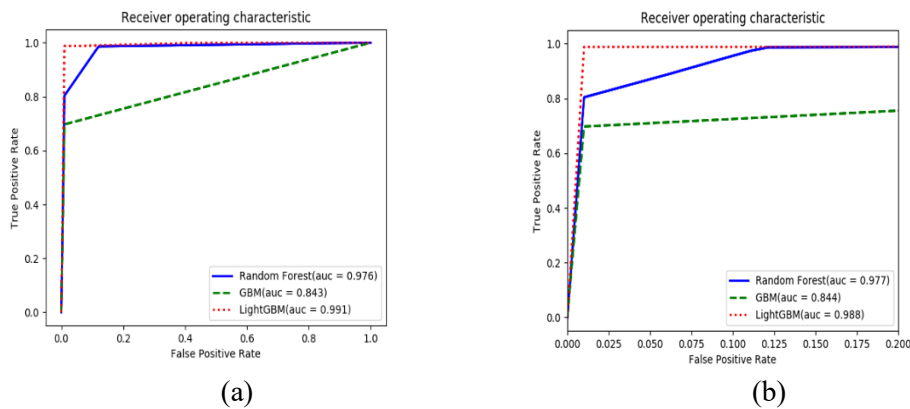 Receiver operating characteristic
1.0
0.8
0.6
0.4
0.2
0.0
True Positive Rate
Random Forest(auc = 0.976)
GBM(auc = 0.843)
LightGBM(auc = 0.991)
0.0 0.2 0.4 0.6 0.8 1.0
False Positive Rate
(a)
Receiver operating characteristic
1.0
0.8
0.6
0.4
0.2
0.0
True Positive Rate
Random Forest(auc = 0.977)
GBM(auc = 0.844)
LightGBM(auc = 0.988)
0.000 0.025 0.050 0.075 0.100 0.125 0.150 0.175 0.200
False Positive Rate
(b)